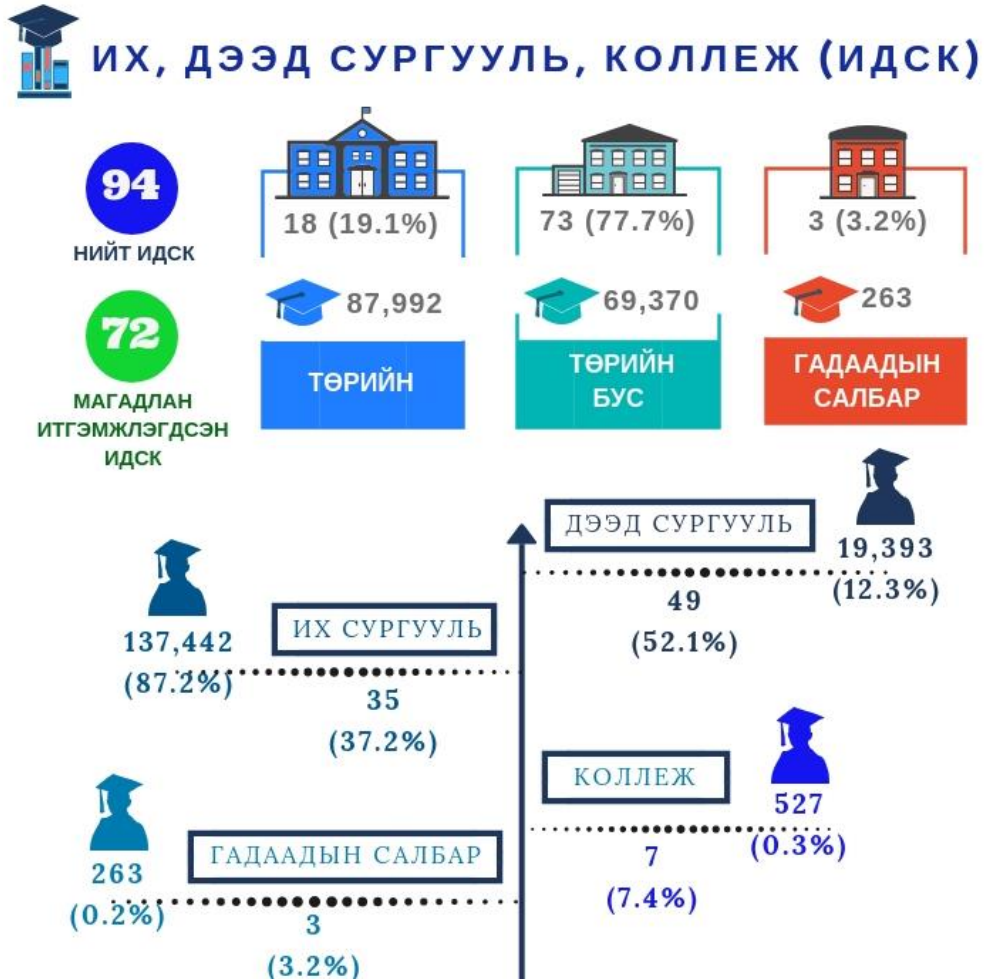 ИХ, ДЭЭД СУРГУУЛЬ, КОЛЛЕЖ (ИДСК)
94
НИЙТ ИДСК
18 (19.1%)
73 (77.7%)
3 (3.2%)
72
МАГАДЛАН
ИТГЭМЖЛЭГДСЭН
ИДСК
87,992
ТӨРИЙН
69,370
ТӨРИЙН
БУС
263
ГАДААДЫН
САЛБАР
ДЭЭД СУРГУУЛЬ
19,393
(12.3%)
49
(52.1%)
ИХ СУРГУУЛЬ
137,442
(87.2%)
35
(37.2%)
КОЛЛЕЖ
527
(0.3%)
7
(7.4%)
ГАДААДЫН САЛБАР
263
(0.2%)
3
(3.2%)